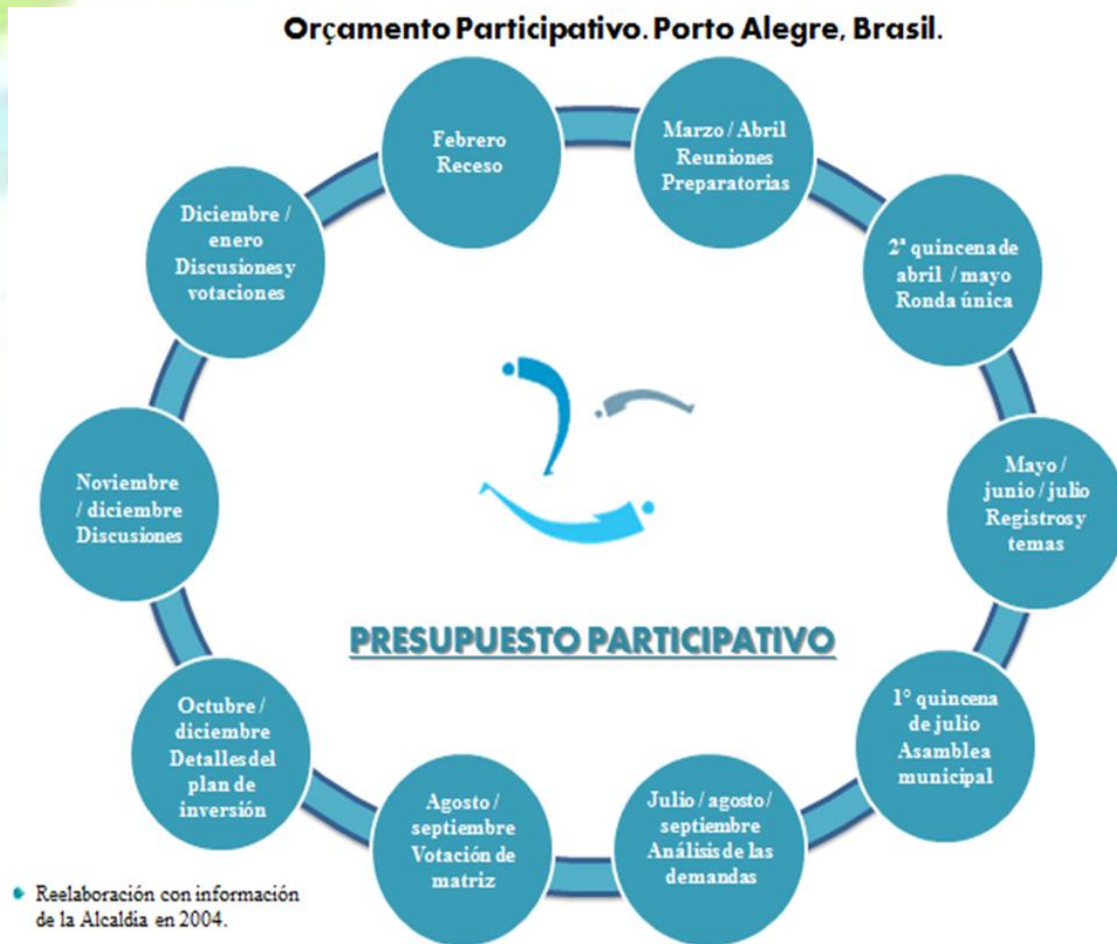 Orçamento Participativo. Porto Alegre, Brasil.
Febrero
Receso
Marzo / Abril
Reuniones
Preparatorias
2ª quincena de
abril / mayo
Ronda única
Mayo /
junio / julio
Registros y
temas
1° quincena
de julio
Asamblea
municipal
Julio / agosto /
septiembre
Análisis de las
demandas
Agosto /
septiembre
Votación de
matriz
Octubre /
diciembre
Detalles del
plan de
inversión
Noviembre
/ diciembre
Discusiones
Diciembre /
enero
Discusiones y
votaciones
PRESUPUESTO PARTICIPATIVO
Reelaboración con información
de la Alcaldia en 2004.